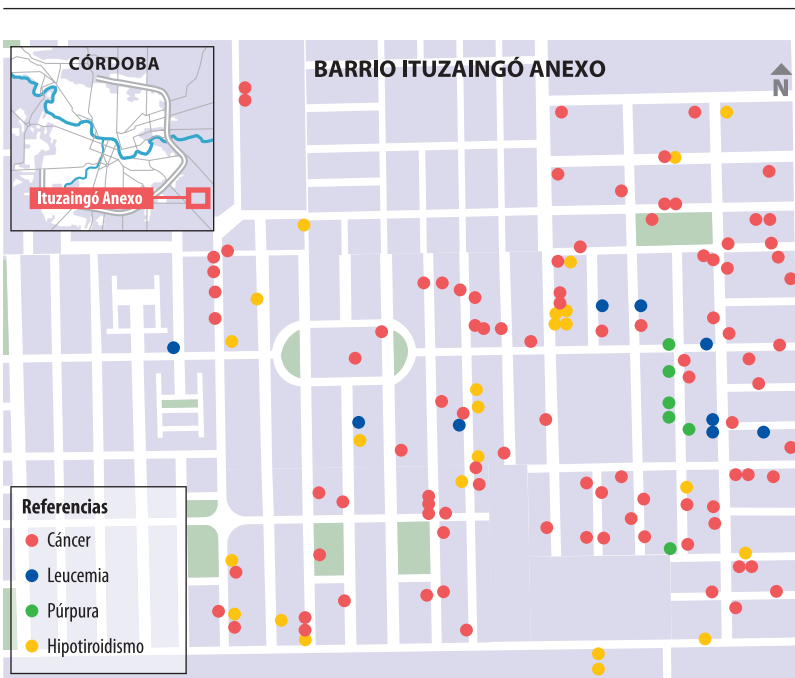 CÓRDOBA
BARRIO ITUZAINGÓ ANEXO
N
Ituzaingó Anexo
Referencias
Cáncer
Leucemia
Púrpura
Hipotiroidismo